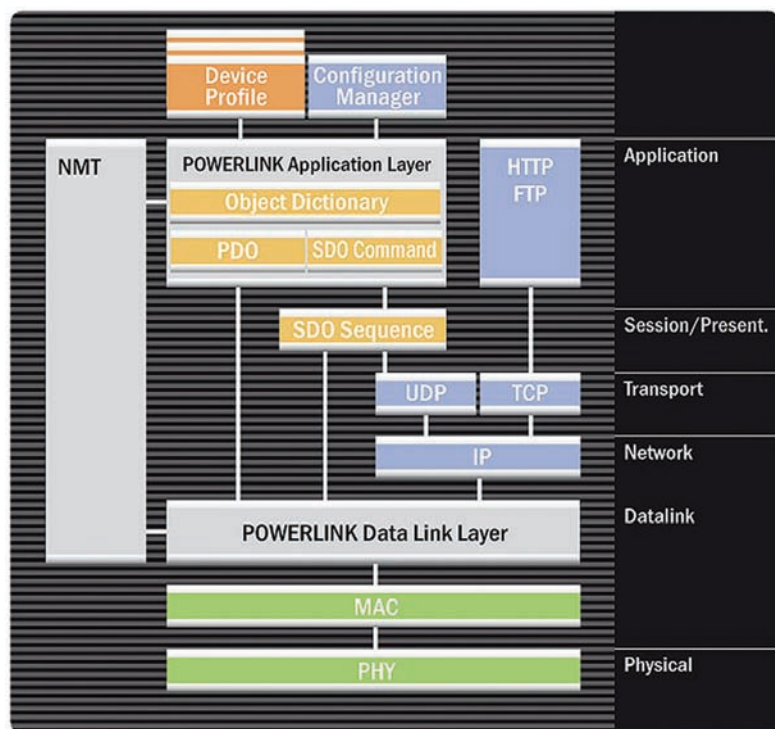 Device
Profile
Configuration
Manager
NMT
POWERLINK Application Layer
Object Dictionary
PDO
SDO Command
HTTP
FTP
Application
SDO Sequence
Session/Present.
UDP
TCP
Transport
IP
Network
POWERLINK Data Link Layer
Datalink
MAC
PHY
Physical